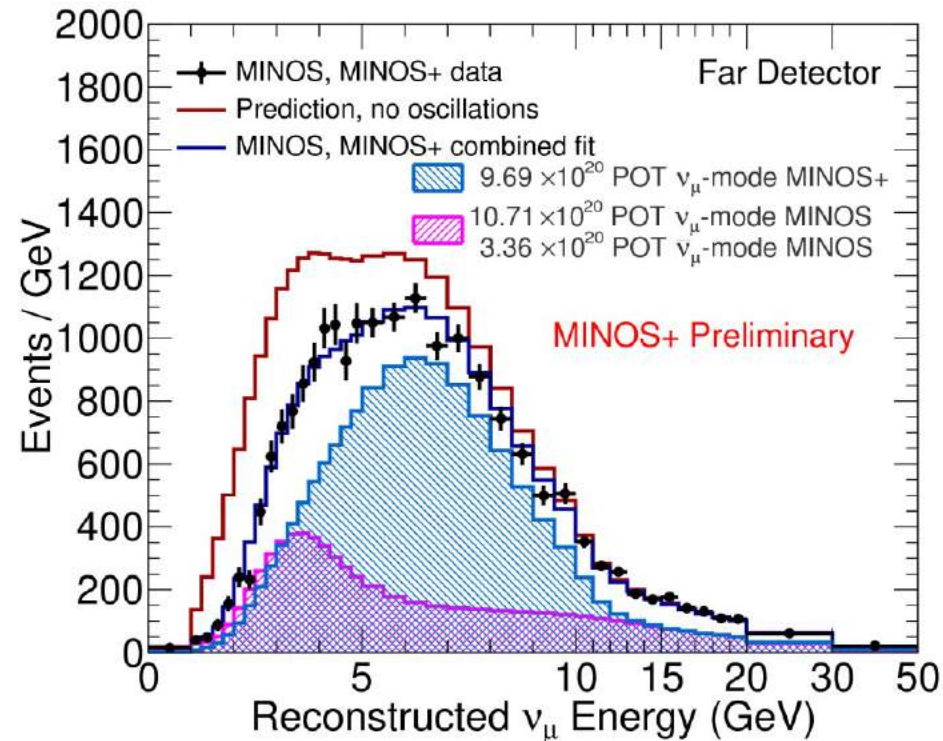 Far Detector
MINOS, MINOS+ data
Prediction, no oscillations
MINOS, MINOS+ combined fit
9.69 ×10²⁰ POT νμ-mode MINOS+
10.71 ×10²⁰ POT νμ-mode MINOS
3.36 ×10²⁰ POT ν̄μ-mode MINOS
MINOS+ Preliminary
Events / GeV
2000
1800
1600
1400
1200
1000
800
600
400
200
0
0 5 10 15 20 30 50
Reconstructed νμ Energy (GeV)